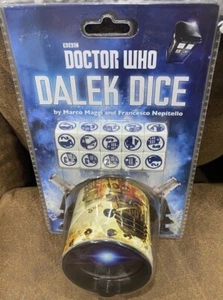 BBC
DOCTOR WHO
DALEK DICE
by Marco Maggi and Francesco Nepitello